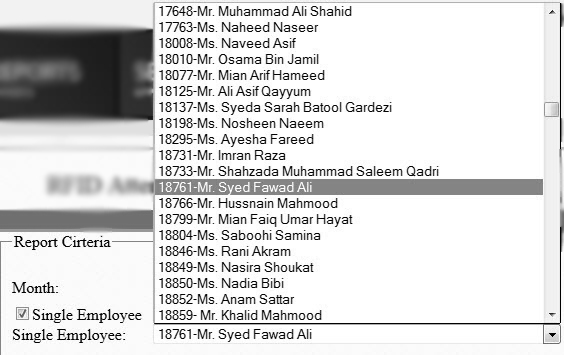 17648-Mr. Muhammad Ali Shahid
17763-Ms. Naheed Naseer
18008-Ms. Naveed Asif
18010-Mr. Osama Bin Jamil
18077-Mr. Mian Arif Hameed
18125-Mr. Ali Asif Qayyum
18137-Ms. Syeda Sarah Batool Gardezi
18198-Ms. Nosheen Naeem
18295-Ms. Ayesha Fareed
18731-Mr. Imran Raza
18733-Mr. Shahzada Muhammad Saleem Qadri
18761-Mr. Syed Fawad Ali
18766-Mr. Hussnain Mahmood
18799-Mr. Mian Faiq Umar Hayat
18804-Ms. Saboohi Samina
18846-Ms. Rani Akram
18849-Ms. Nasira Shoukat
18850-Ms. Nadia Bibi
18852-Ms. Anam Sattar
18859- Mr. Khalid Mahmood
REPORTS
RFID
Report Cirteria
Month:
Single Employee
Single Employee: 18761-Mr. Syed Fawad Ali